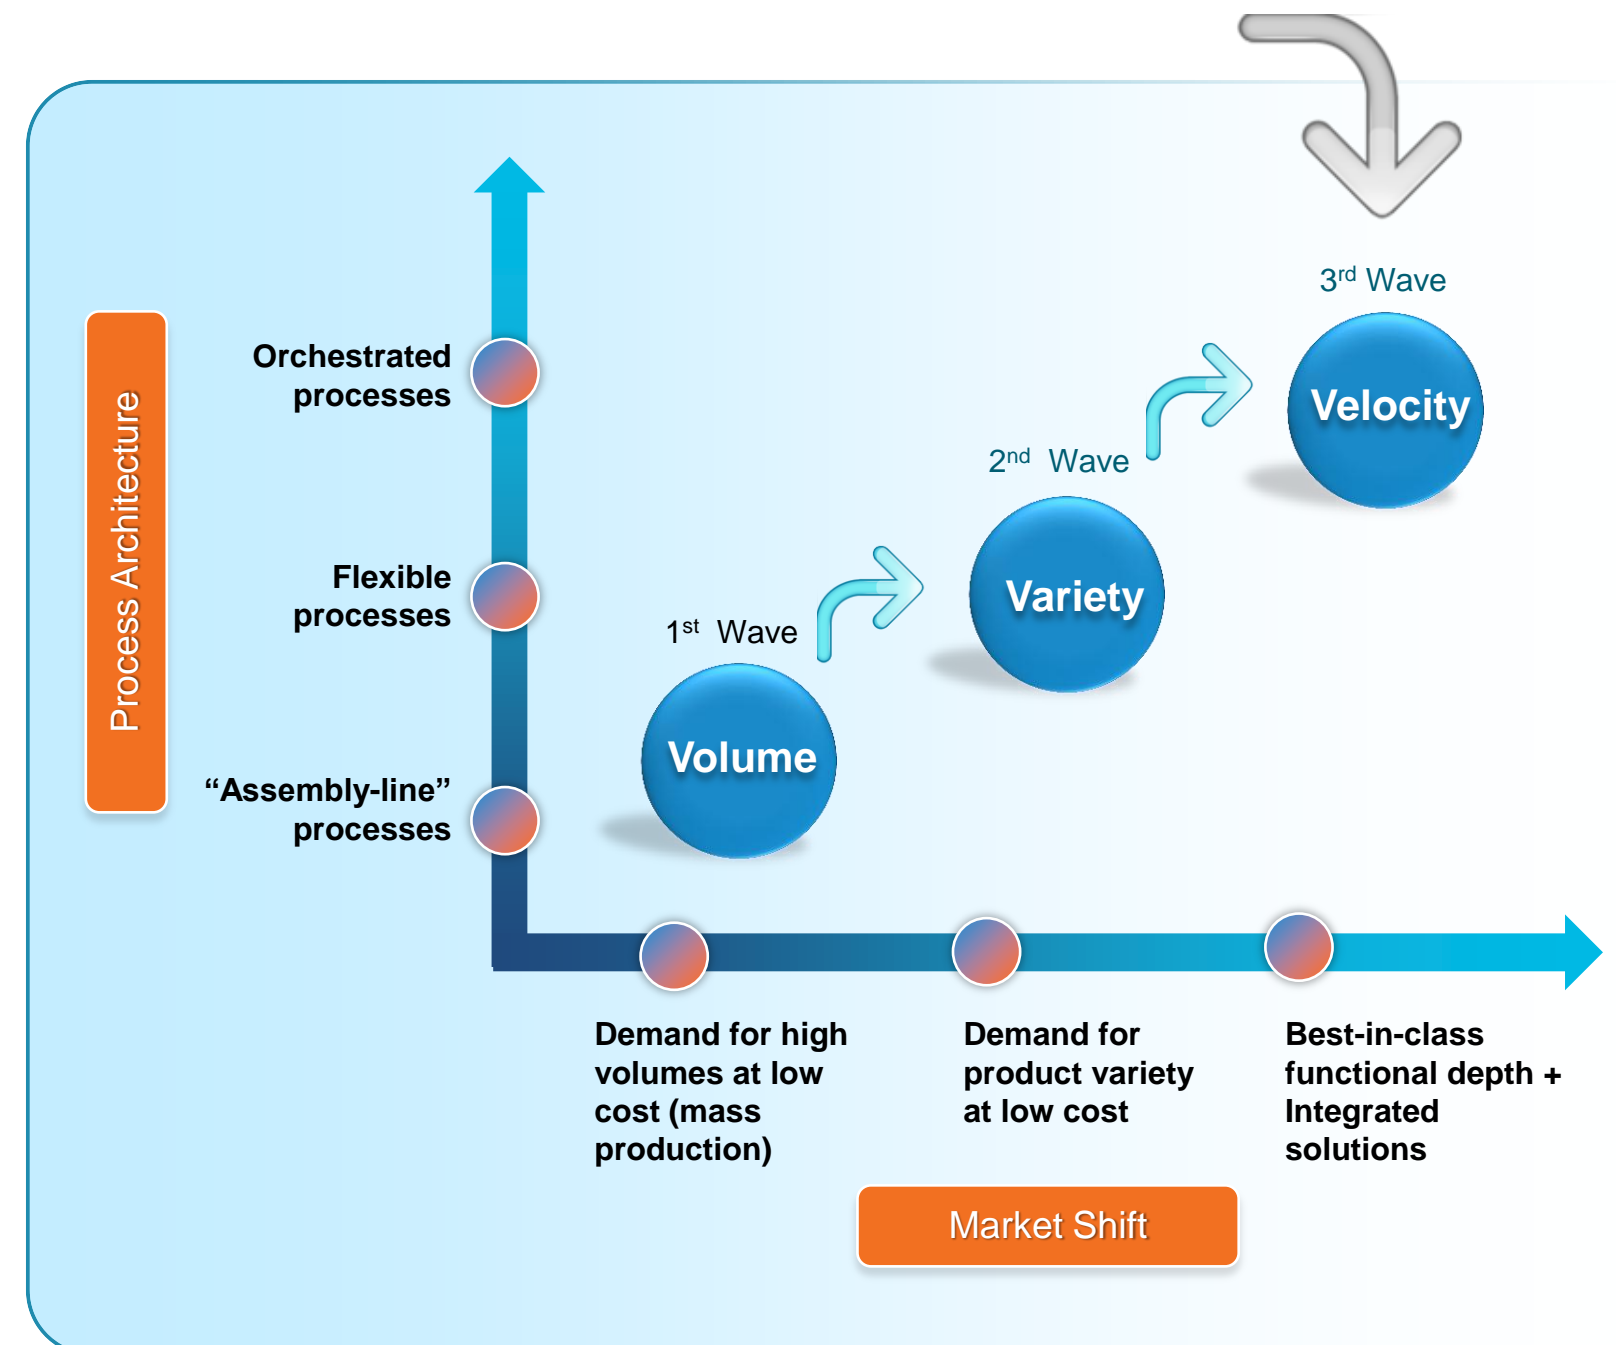 3rd Wave
Velocity
2nd Wave
Variety
1st Wave
Volume
Process Architecture
Orchestrated
processes
Flexible
processes
“Assembly-line”
processes
Demand for high
volumes at low
cost (mass
production)
Demand for
product variety
at low cost
Best-in-class
functional depth +
Integrated
solutions
Market Shift